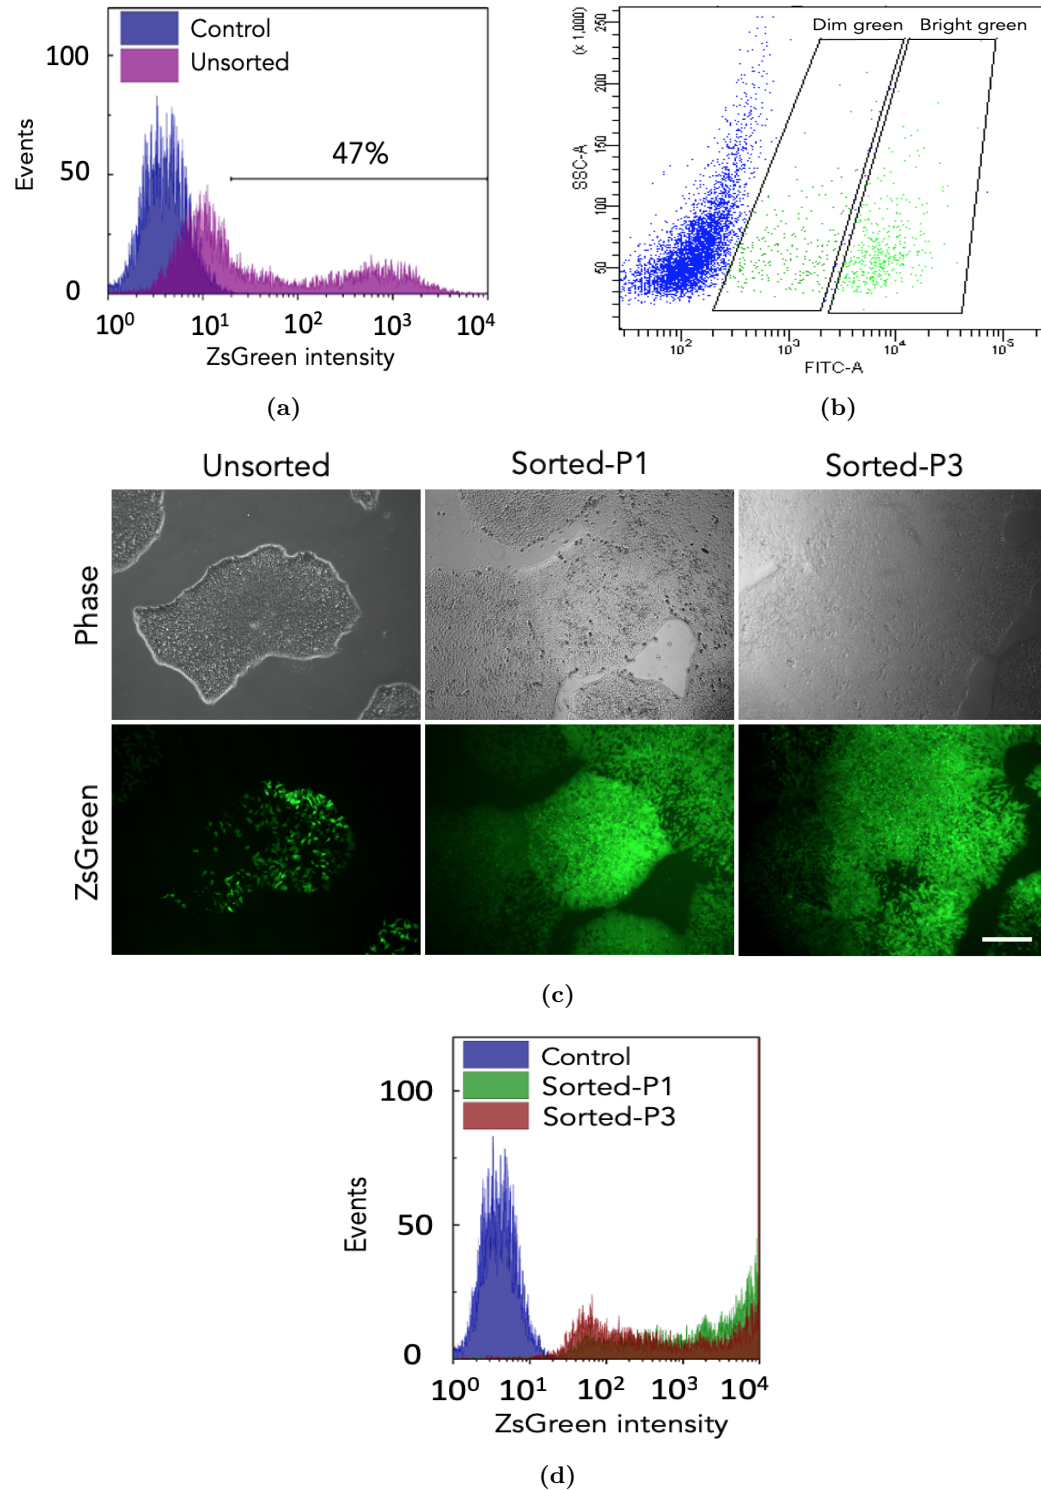 Control
Unsorted
100
50
0
47%
Events
10⁰ 10¹ 10² 10³ 10⁴
ZsGreen intensity
(a)
Dim green Bright green
(x 1,000)
250
200
150
100
50
SSC-A
10² 10³ 10⁴ 10⁵
FITC-A
(b)
Unsorted Sorted-P1 Sorted-P3
Phase
ZsGreen
(c)
Control
Sorted-P1
Sorted-P3
100
50
0
Events
10⁰ 10¹ 10² 10³ 10⁴
ZsGreen intensity
(d)